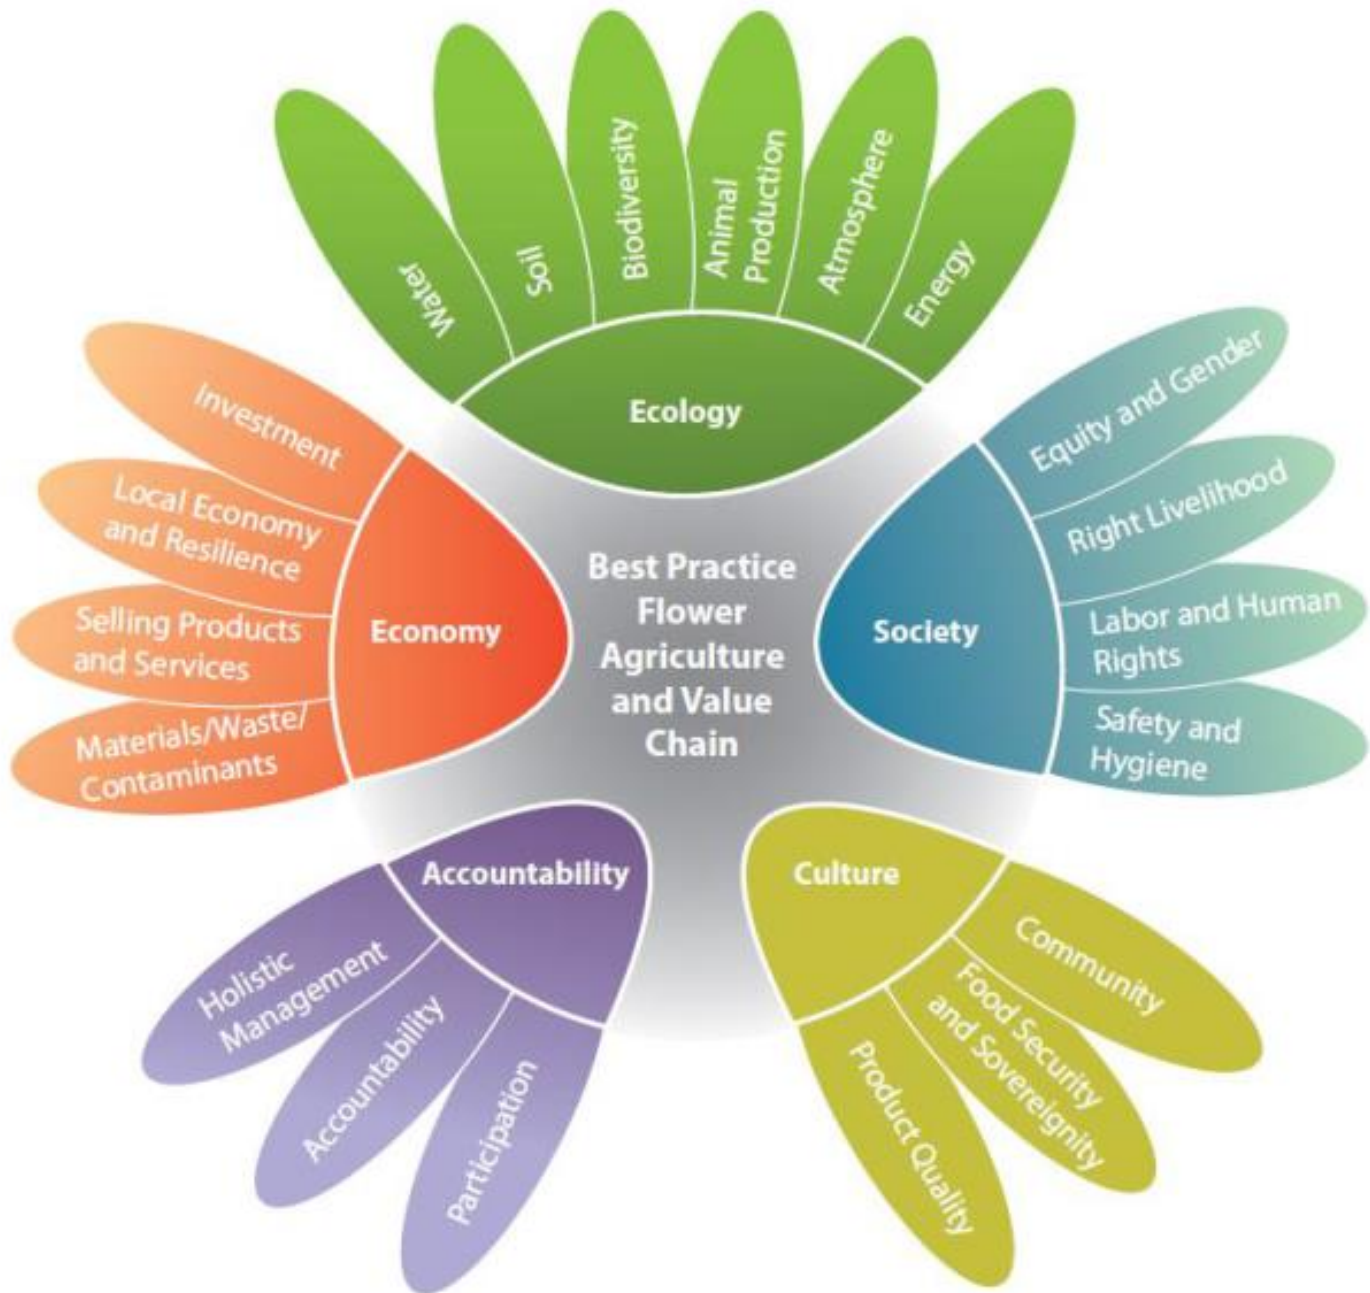 Water
Soil
Biodiversity
Animal
Production
Atmosphere
Energy
Ecology
Investment
Local Economy
and Resilience
Selling Products
and Services
Materials/Waste/
Contaminants
Economy
Best Practice
Flower
Agriculture
and Value
Chain
Society
Equity and Gender
Right Livelihood
Labor and Human
Rights
Safety and
Hygiene
Accountability
Holistic
Management
Accountability
Participation
Culture
Community
Food Security
and Sovereignity
Product Quality